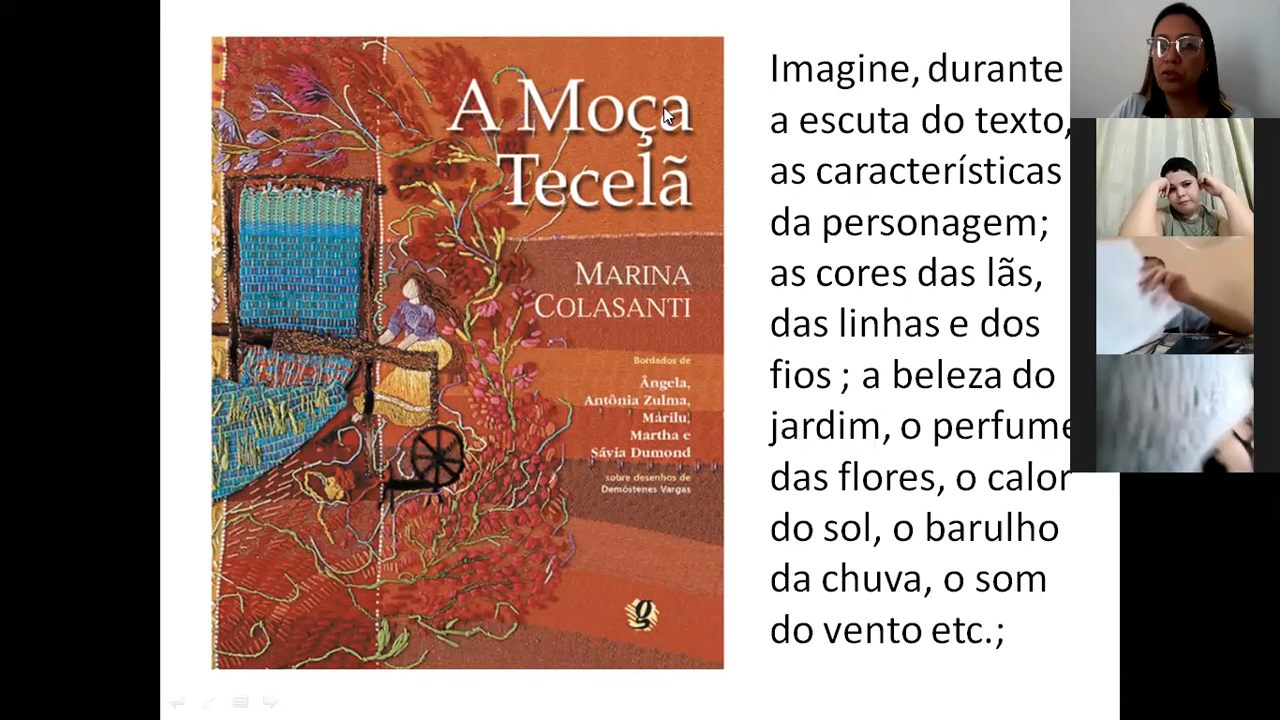 A Moça
Tecelã
MARINA
COLASANTI
Bordados de
Ângela,
Antônia Zulma,
Marilu,
Martha e
Sávia Dumond
sobre desenhos de
Demóstenes Vargas
g
Imagine, durante
a escuta do texto,
as características
da personagem;
as cores das lãs,
das linhas e dos
fios ; a beleza do
jardim, o perfume
das flores, o calor
do sol, o barulho
da chuva, o som
do vento etc.;